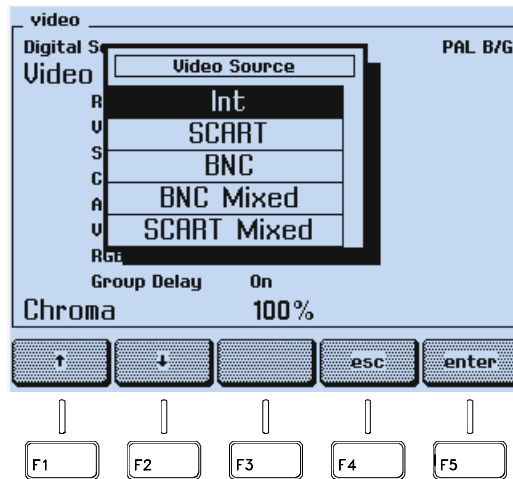 video
Digital S PAL B/G
Video
Video Source
R
Int
V
SCART
S
C
BNC
A
BNC Mixed
V
SCART Mixed
RGB
Group Delay On
Chroma 100%
↑ ↓ esc enter
F1 F2 F3 F4 F5